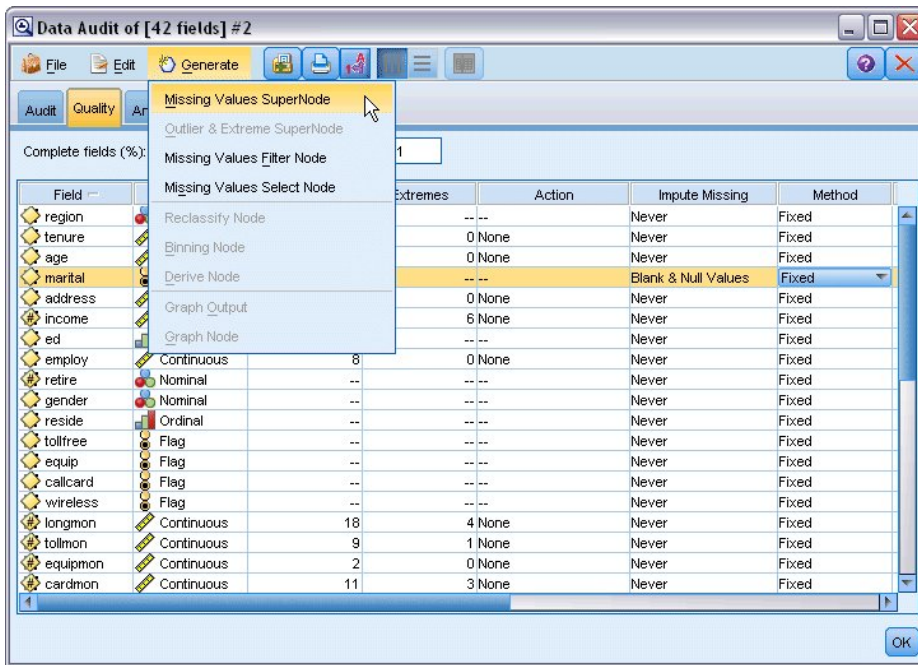 Data Audit of [42 fields] #2
File Edit Generate
Audit Quality An
Missing Values SuperNode
Outlier & Extreme SuperNode
Missing Values Filter Node
Missing Values Select Node
Reclassify Node
Binning Node
Derive Node
Graph Output
Graph Node
Complete fields (%): 1
Field Extremes Action Impute Missing Method
region -- -- Never Fixed
tenure 0 None Never Fixed
age 0 None Never Fixed
marital -- -- Blank & Null Values Fixed
address 0 None Never Fixed
income 6 None Never Fixed
ed -- -- Never Fixed
employ Continuous 8 0 None Never Fixed
retire Nominal -- -- -- Never Fixed
gender Nominal -- -- -- Never Fixed
reside Ordinal -- -- -- Never Fixed
tollfree Flag -- -- -- Never Fixed
equip Flag -- -- -- Never Fixed
callcard Flag -- -- -- Never Fixed
wireless Flag -- -- -- Never Fixed
longmon Continuous 18 4 None Never Fixed
tollmon Continuous 9 1 None Never Fixed
equipmon Continuous 2 0 None Never Fixed
cardmon Continuous 11 3 None Never Fixed
OK